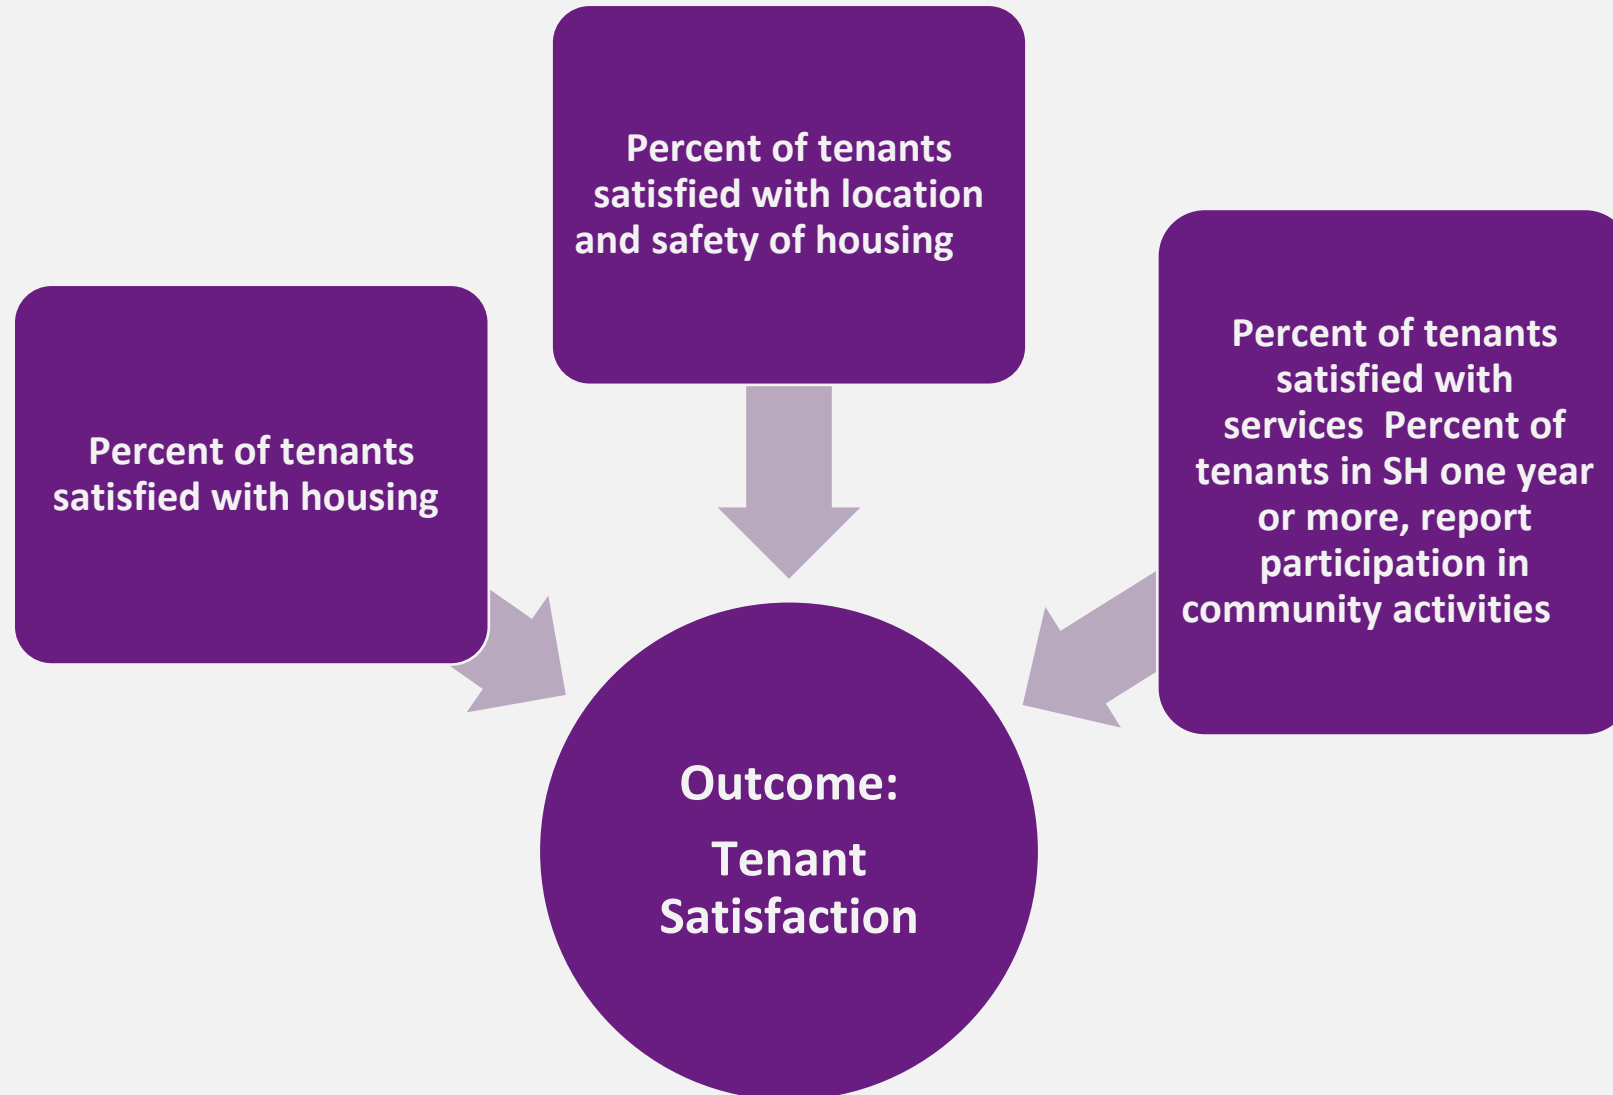 Percent of tenants
satisfied with location
and safety of housing
Percent of tenants
satisfied with housing
Percent of tenants
satisfied with
services  Percent of
tenants in SH one year
or more, report
participation in
community activities
Outcome:
Tenant
Satisfaction